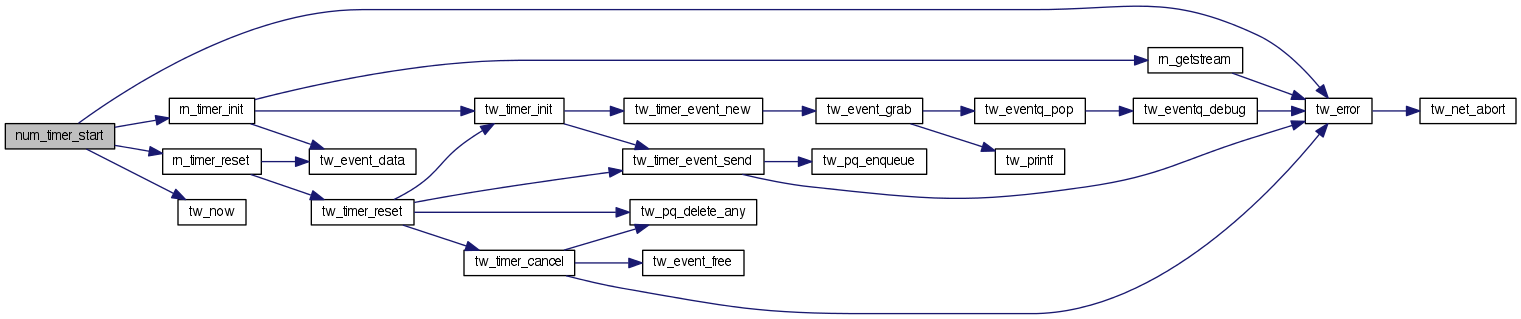 num_timer_start
rn_timer_init
rn_timer_reset
tw_now
tw_event_data
tw_timer_reset
tw_timer_init
tw_timer_cancel
tw_timer_event_new
tw_timer_event_send
tw_pq_delete_any
tw_event_free
tw_event_grab
tw_pq_enqueue
tw_eventq_pop
tw_printf
rn_getstream
tw_eventq_debug
tw_error
tw_net_abort